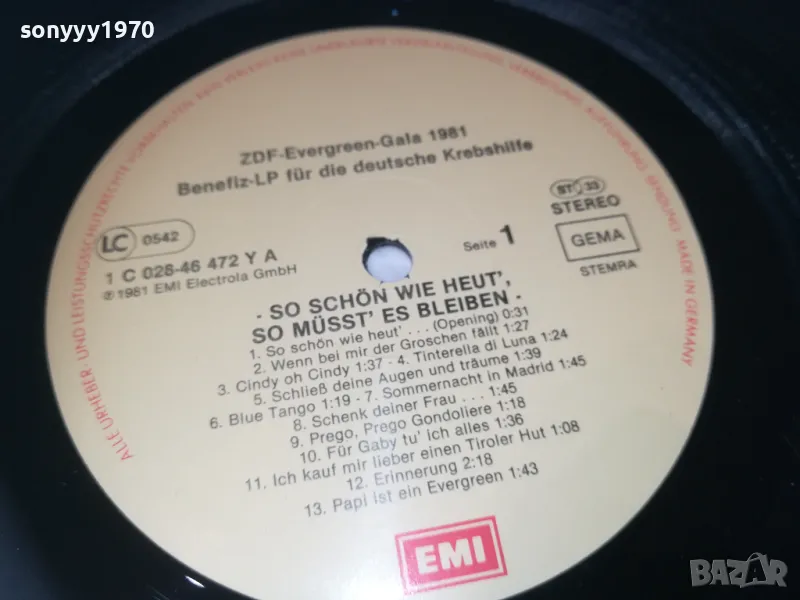 sonyyy1970
ZDF-Evergreen-Gala 1981
Benefiz-LP für die deutsche Krebshilfe
LC 0542
1 C 028-46 472 Y A
℗ 1981 EMI Electrola GmbH
ST 33
STEREO
GEMA
STEMRA
Seite 1
- SO SCHÖN WIE HEUT',
SO MÜSST' ES BLEIBEN -
1. So schön wie heut' . . . (Opening) 0:31
2. Wenn bei mir der Groschen fällt 1:27
3. Cindy oh Cindy 1:37 - 4. Tinterella di Luna 1:24
5. Schließ deine Augen und träume 1:39
6. Blue Tango 1:19 - 7. Sommernacht in Madrid 1:45
8. Schenk deiner Frau . . . 1:45
9. Prego, Prego Gondoliere 1:18
10. Für Gaby tu' ich alles 1:36
11. Ich kauf mir lieber einen Tiroler Hut 1:08
12. Erinnerung 2:18
13. Papi ist ein Evergreen 1:43
EMI
ALLE URHEBER- UND LEISTUNGSSCHUTZRECHTE
MADE IN GERMANY
BAZAR